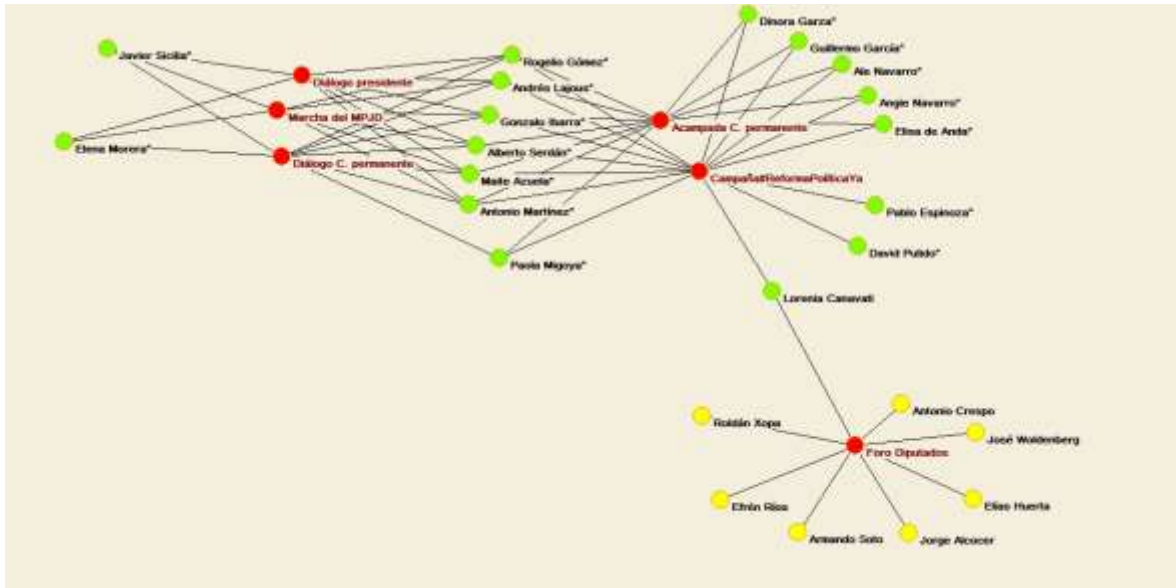 Dinora Garza*
Guillermo García*
Javier Sicilia*
Rogelio Gómez*
Ale Navarro*
Diálogo presidente
Andrés Lajous*
Angie Navarro*
Marcha del MPJD
Gonzalo Ibarra*
Acampada C. permanente
Elisa de Anda*
Elena Morera*
Alberto Serdán*
Diálogo C. permanente
Maite Azuela*
Campaña#ReformaPolíticaYa
Antonio Martínez*
Pablo Espinoza*
David Pulido*
Paola Migoya*
Lorenia Canavati
Antonio Crespo
Roldán Xopa
José Woldenberg
Foro Diputados
Efrén Ríos
Elías Huerta
Armando Soto
Jorge Alcocer